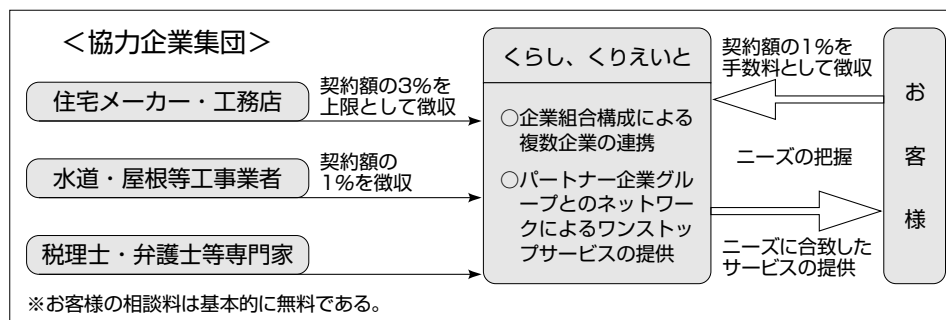 ＜協力企業集団＞
住宅メーカー・工務店
契約額の3%を
上限として徴収
水道・屋根等工事業者
契約額の
1%を徴収
税理士・弁護士等専門家
※お客様の相談料は基本的に無料である。
くらし、くりえいと
○企業組合構成による
複数企業の連携
○パートナー企業グル
ープとのネットワー
クによるワンストッ
プサービスの提供
契約額の1%を
手数料として徴収
ニーズの把握
ニーズに合致した
サービスの提供
お客様